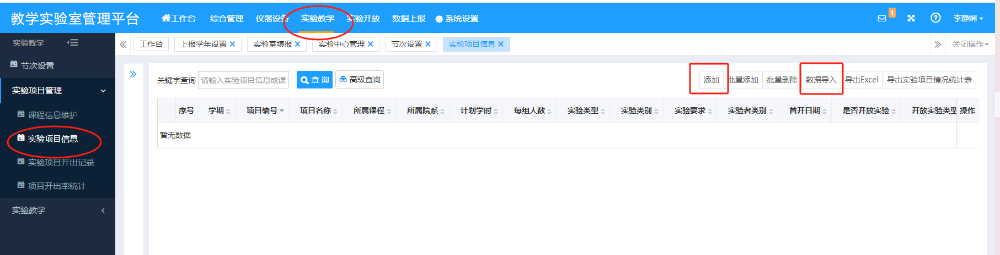 教学实验室管理平台 工作台 综合管理 仪器设备 实验教学 实验开放 数据上报 系统设置 1 李静娴
实验教学
工作台 上报学年设置 实验室填报 实验中心管理 节次设置 实验项目信息 关闭操作
节次设置
关键字查询 请输入实验项目信息或课 查 询 高级查询 添加 批量添加 批量删除 数据导入 导出Excel 导出实验项目情况统计表
实验项目管理
序号 学期 项目编号 项目名称 所属课程 所属院系 计划学时 每组人数 实验类型 实验类别 实验要求 实验者类别 首开日期 是否开放实验 开放实验类型 操作
课程信息维护
暂无数据
实验项目信息
实验项目开出记录
项目开出率统计
实验教学